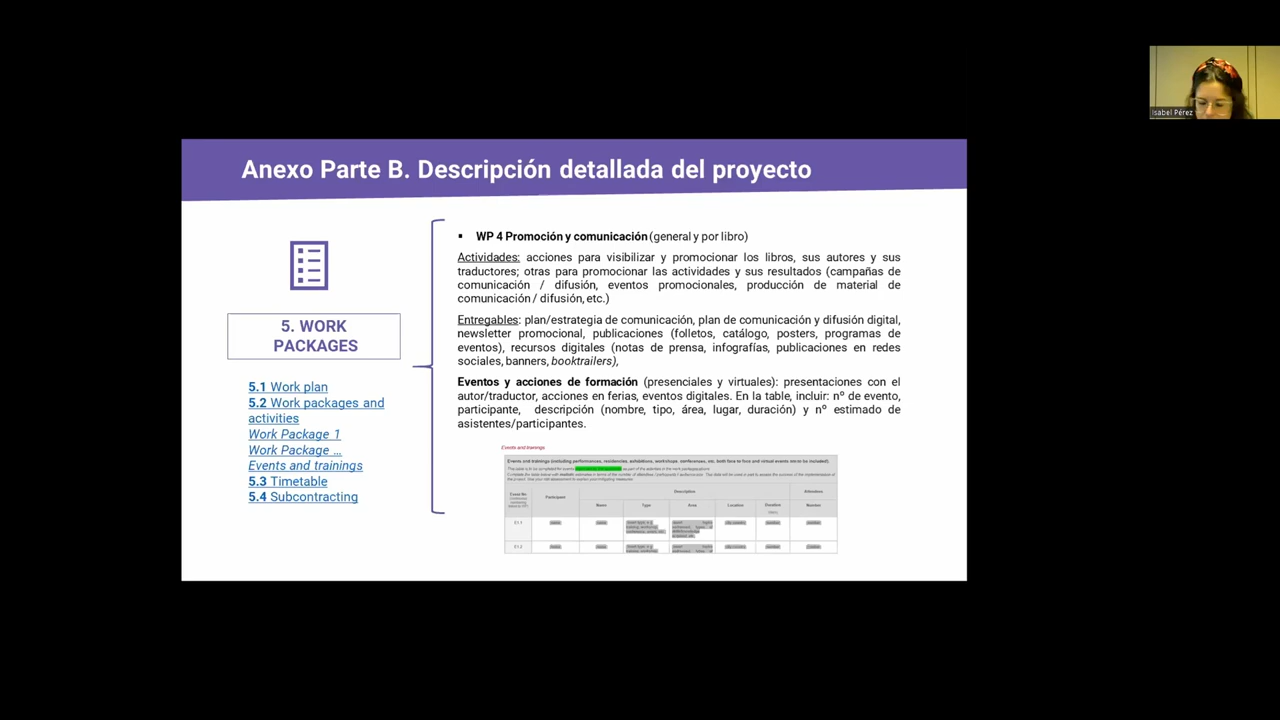 Isabel Pérez
Anexo Parte B. Descripción detallada del proyecto
5. WORK
PACKAGES
5.1 Work plan
5.2 Work packages and
activities
Work Package 1
Work Package ...
Events and trainings
5.3 Timetable
5.4 Subcontracting
▪ WP 4 Promoción y comunicación (general y por libro)
Actividades: acciones para visibilizar y promocionar los libros, sus autores y sus
traductores; otras para promocionar las actividades y sus resultados (campañas de
comunicación / difusión, eventos promocionales, producción de material de
comunicación / difusión, etc.)
Entregables: plan/estrategia de comunicación, plan de comunicación y difusión digital,
newsletter promocional, publicaciones (folletos, catálogo, posters, programas de
eventos), recursos digitales (notas de prensa, infografías, publicaciones en redes
sociales, banners, booktrailers),
Eventos y acciones de formación (presenciales y virtuales): presentaciones con el
autor/traductor, acciones en ferias, eventos digitales. En la table, incluir: nº de evento,
participante, descripción (nombre, tipo, área, lugar, duración) y nº estimado de
asistentes/participantes.
Events and trainings
Participant
Description
Attendees
Name Type Area Location Duration Number
E1.1
E1.2